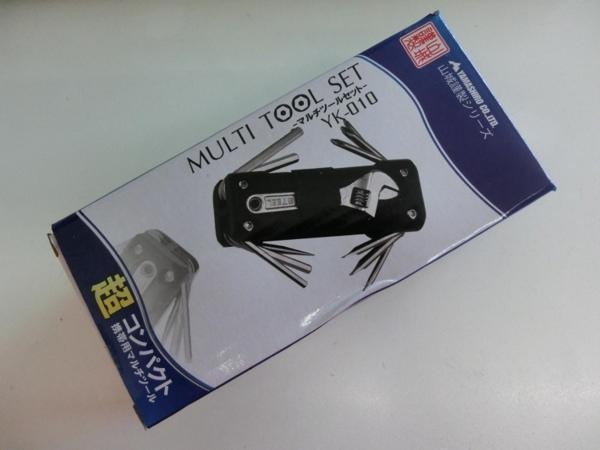 YAMASHIRO CO.,LTD.
山城謹製シリーズ
MULTI TOOL SET
-マルチツールセット-
YK-010
STEEL
超コンパクト
携帯用マルチツール